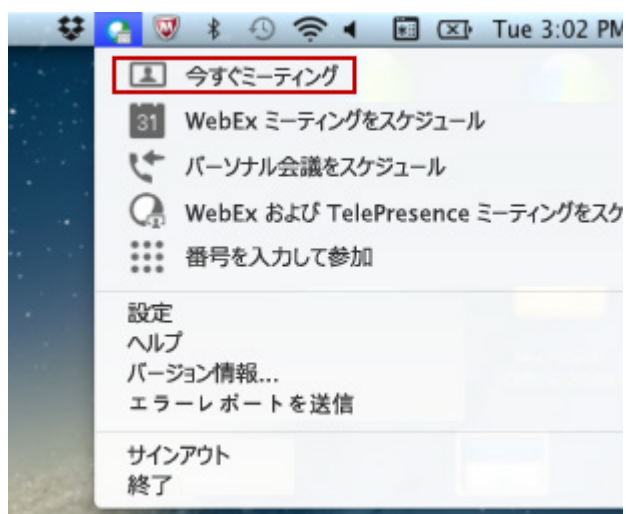 Tue 3:02 PM
今すぐミーティング
31 WebEx ミーティングをスケジュール
パーソナル会議をスケジュール
WebEx および TelePresence ミーティングをスケ
番号を入力して参加
設定
ヘルプ
バージョン情報...
エラーレポートを送信
サインアウト
終了